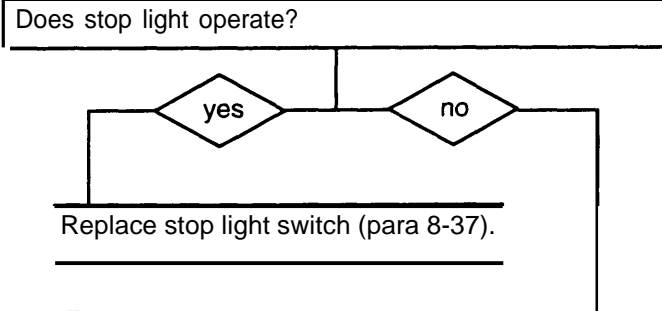 Does stop light operate?
yes
no
Replace stop light switch (para 8-37).